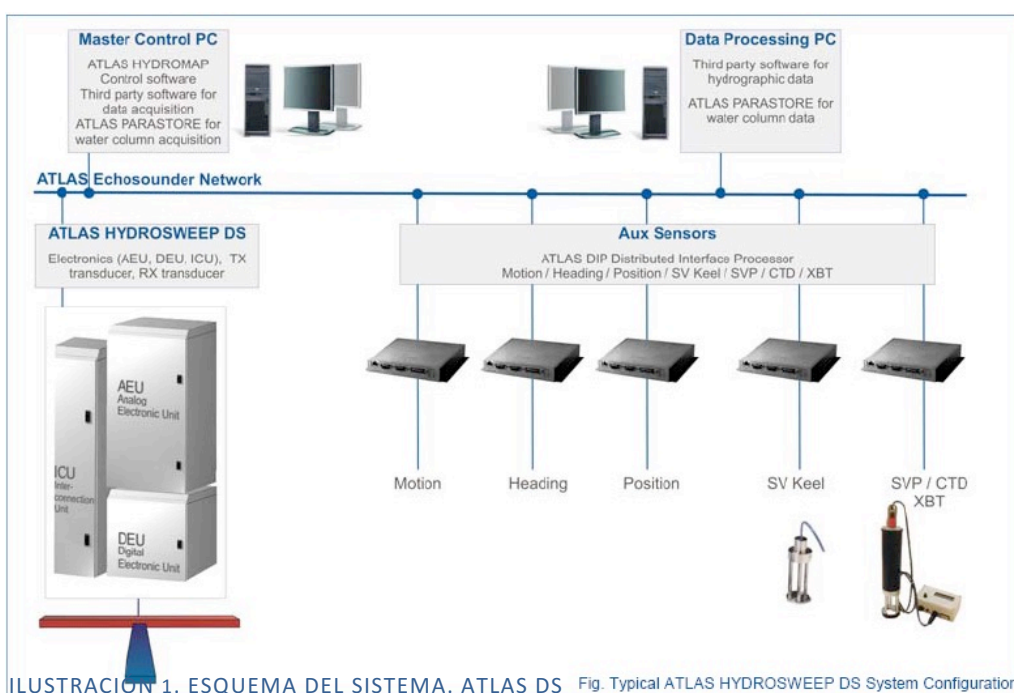 Master Control PC
ATLAS HYDROMAP
Control software
Third party software for
data acquisition
ATLAS PARASTORE for
water column acquisition
Data Processing PC
Third party software for
hydrographic data
ATLAS PARASTORE for
water column data
ATLAS Echosounder Network
ATLAS HYDROSWEEP DS
Electronics (AEU, DEU, ICU), TX
transducer, RX transducer
Aux Sensors
ATLAS DIP Distributed Interface Processor
Motion / Heading / Position / SV Keel / SVP / CTD / XBT
AEU
Analog
Electronic Unit
ICU
Inter-
connection
Unit
DEU
Digital
Electronic Unit
Motion
Heading
Position
SV Keel
SVP / CTD
XBT
ILUSTRACIÓN 1. ESQUEMA DEL SISTEMA. ATLAS DS
Fig. Typical ATLAS HYDROSWEEP DS System Configuration